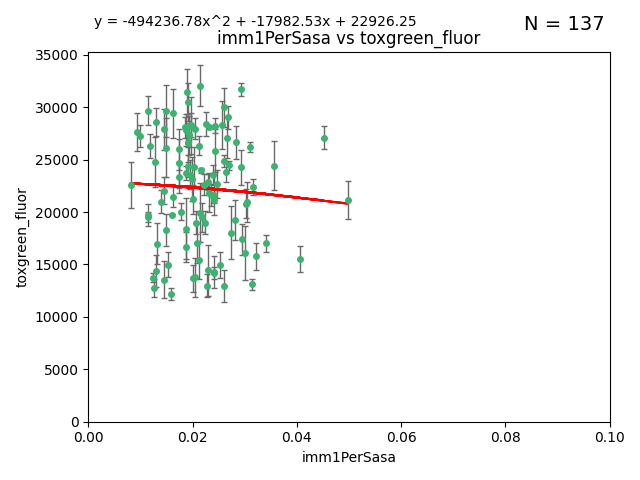 y = -494236.78x^2 + -17982.53x + 22926.25
N = 137
imm1PerSasa vs toxgreen_fluor
35000
30000
25000
20000
15000
10000
5000
0
toxgreen_fluor
0.00 0.02 0.04 0.06 0.08 0.10
imm1PerSasa